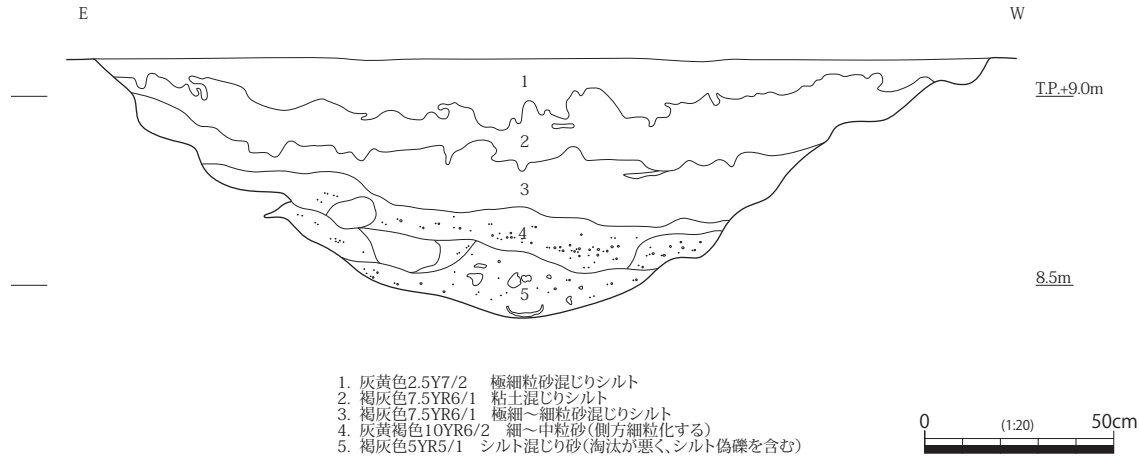 E
W
1
T.P.+9.0m
2
3
4
8.5m
5
1. 灰黄色2.5Y7/2 極細粒砂混じりシルト
2. 褐灰色7.5YR6/1 粘土混じりシルト
3. 褐灰色7.5YR6/1 極細～細粒砂混じりシルト
4. 灰黄褐色10YR6/2 細～中粒砂(側方細粒化する)
5. 褐灰色5YR5/1 シルト混じり砂(淘汰が悪く、シルト偽礫を含む)
0 (1:20) 50cm